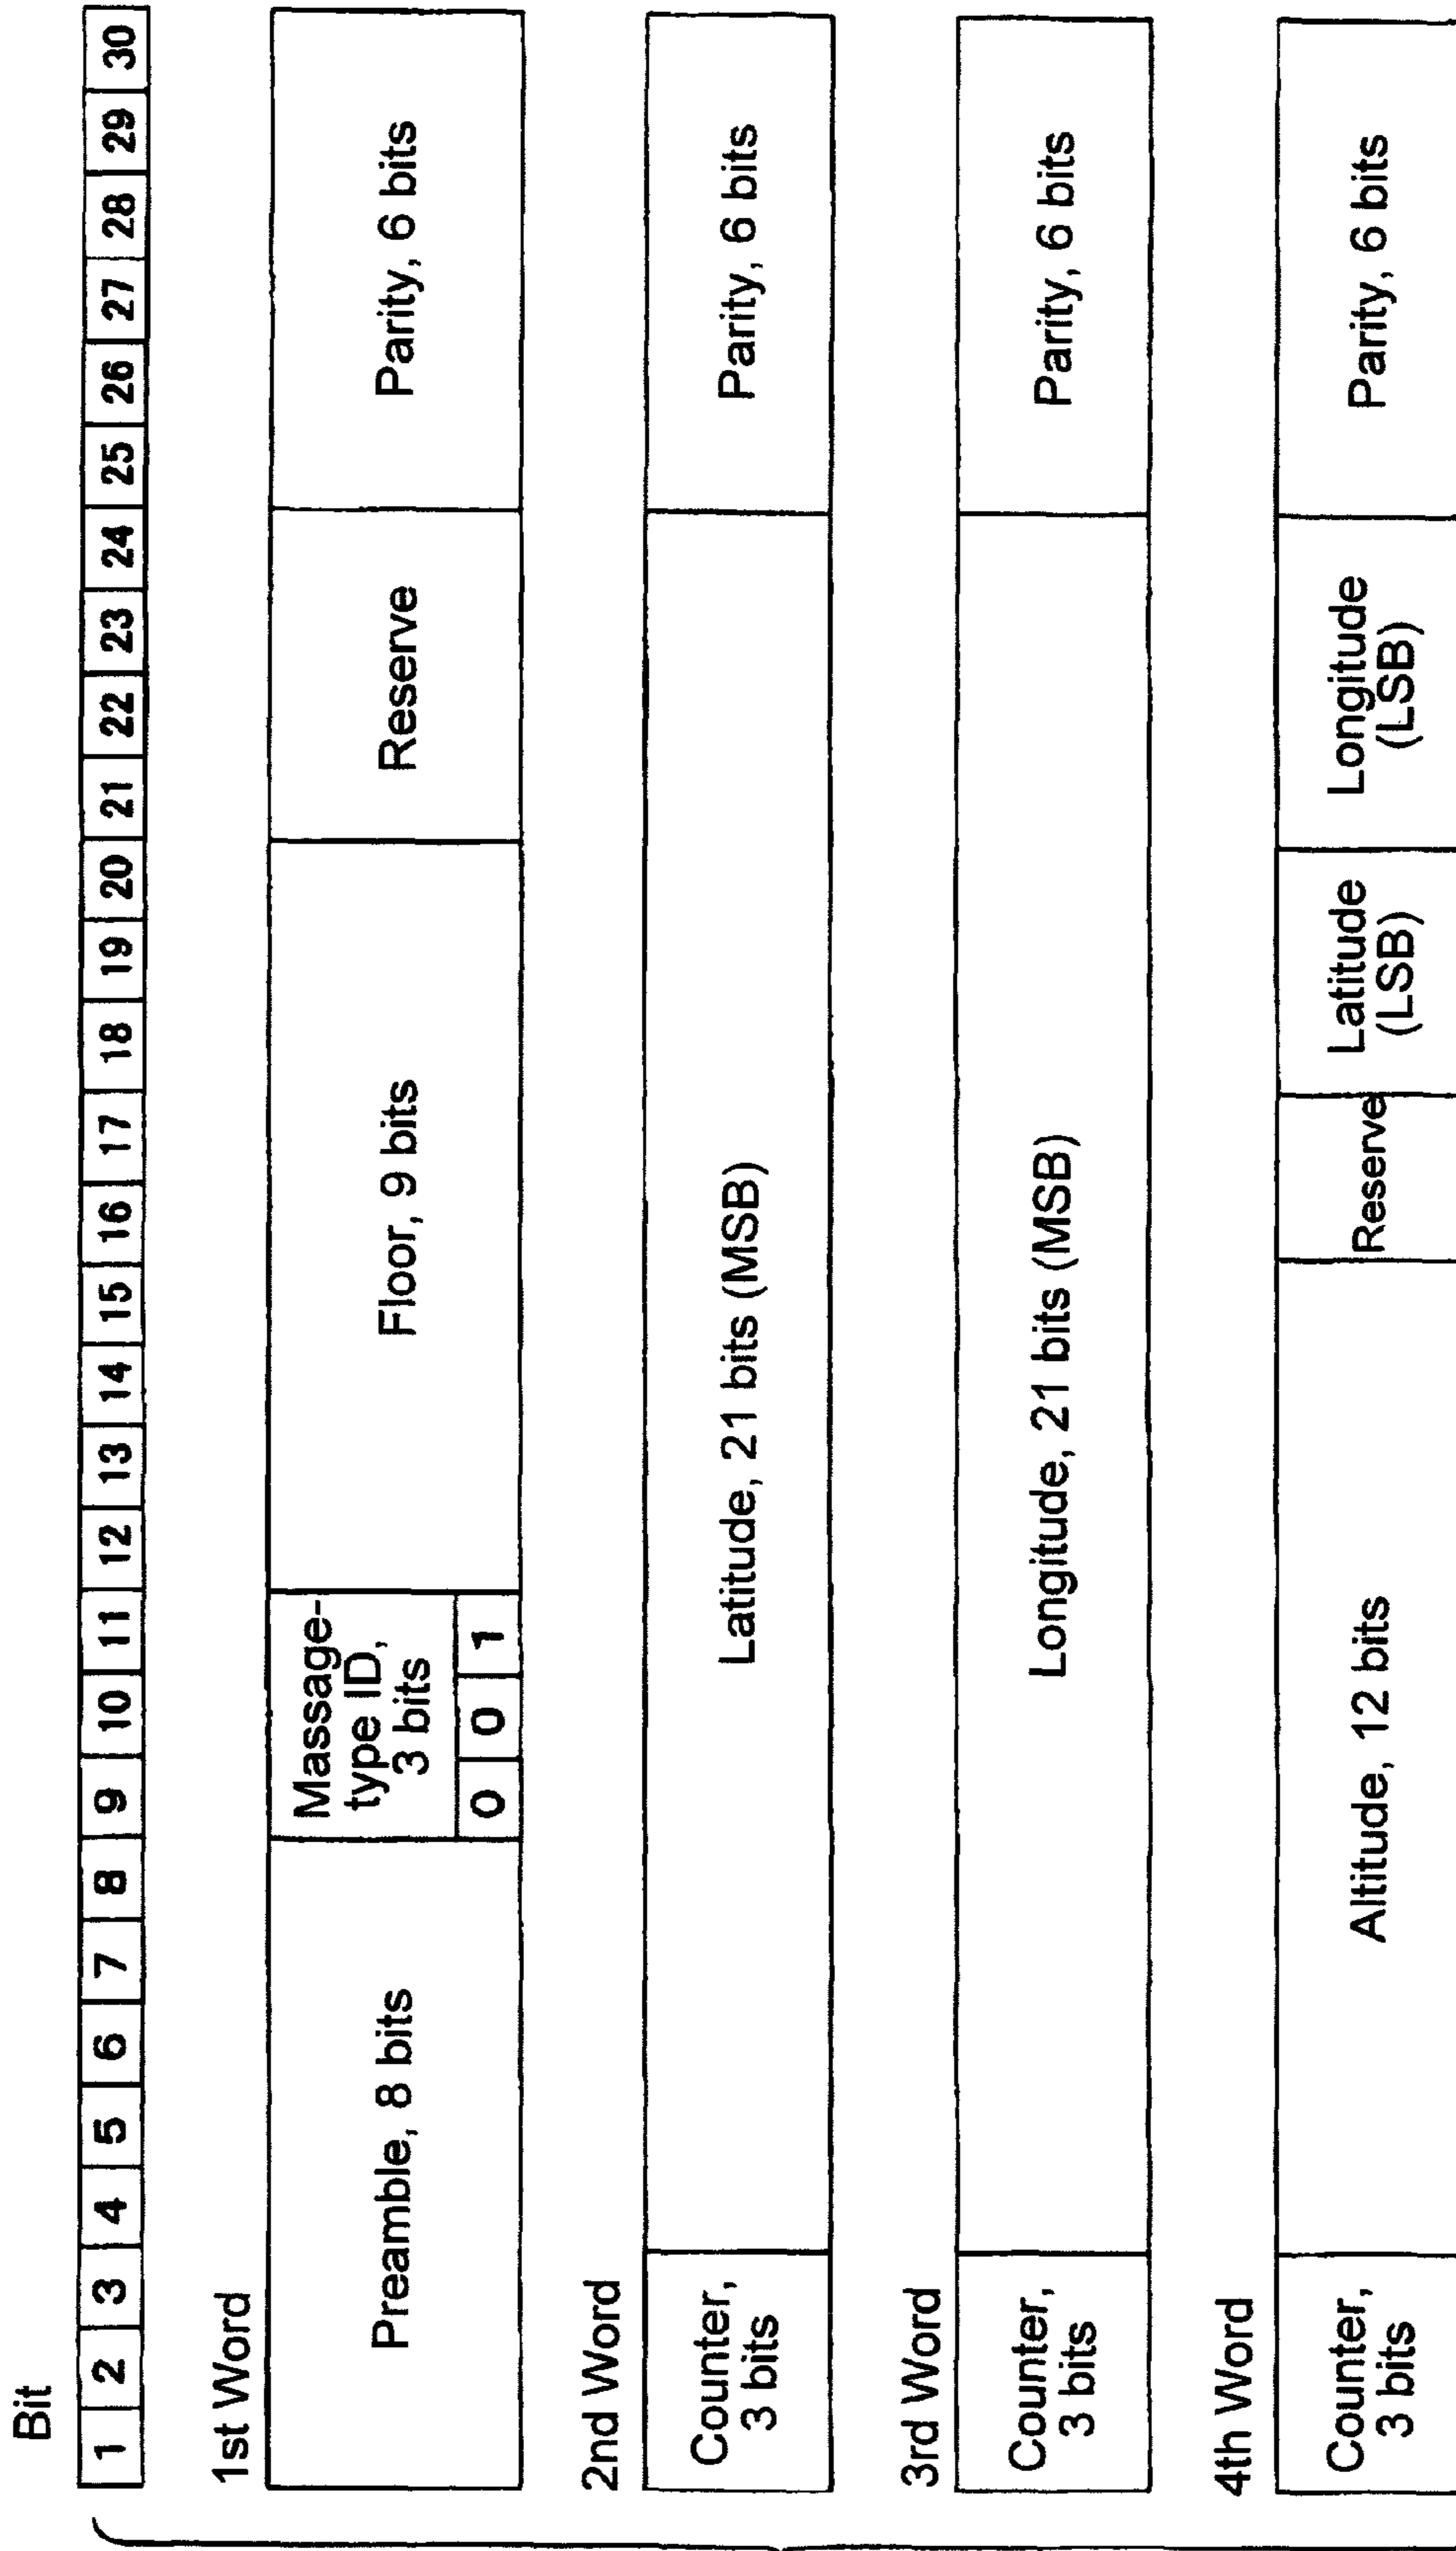 Bit
1 2 3 4 5 6 7 8 9 10 11 12 13 14 15 16 17 18 19 20 21 22 23 24 25 26 27 28 29 30
1st Word
Preamble, 8 bits
Massage-
type ID,
3 bits
0 0 1
Floor, 9 bits
Reserve
Parity, 6 bits
2nd Word
Counter,
3 bits
Latitude, 21 bits (MSB)
Parity, 6 bits
3rd Word
Counter,
3 bits
Longitude, 21 bits (MSB)
Parity, 6 bits
4th Word
Counter,
3 bits
Altitude, 12 bits
Reserve
Latitude
(LSB)
Longitude
(LSB)
Parity, 6 bits